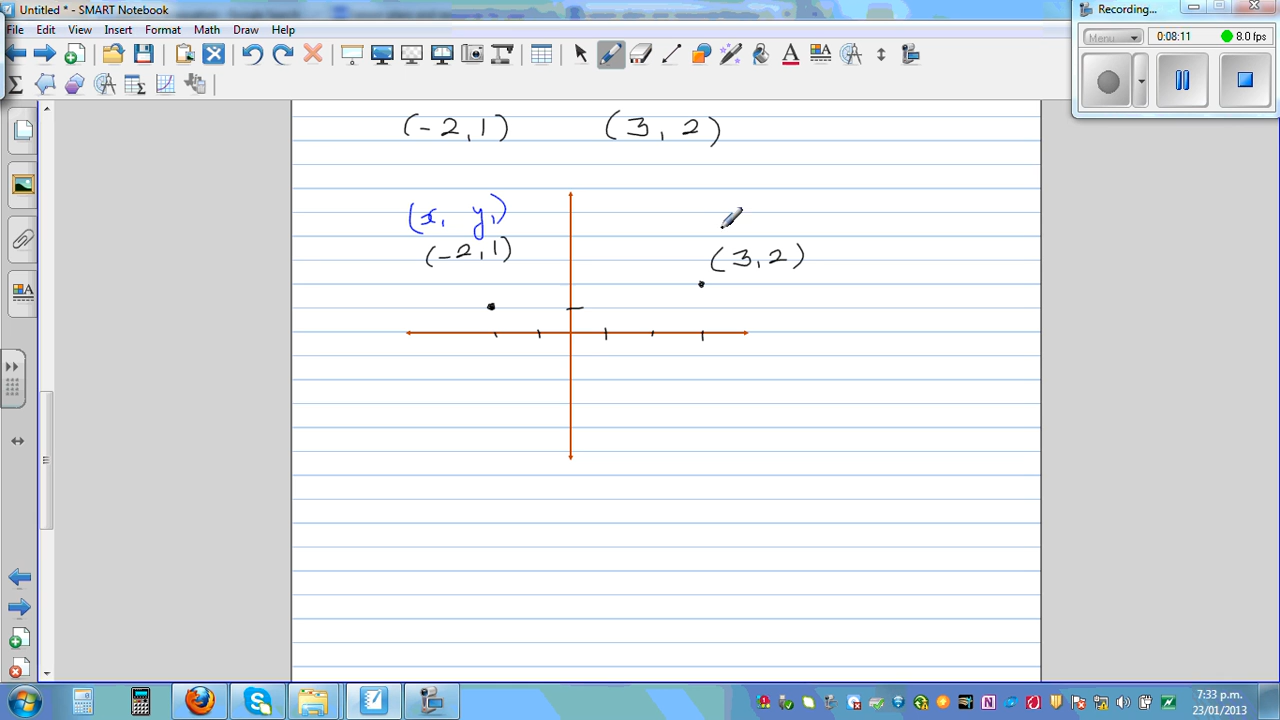 Untitled * - SMART Notebook
Recording...
File Edit View Insert Format Math Draw Help
Menu
0:08:11
8.0 fps
(-2,1) (3, 2)
(x, y,)
(-2,1)
(3,2)
7:33 p.m.
23/01/2013